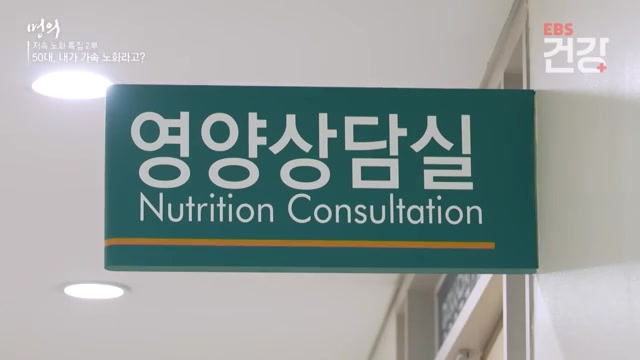 명의
저속 노화 특집 2부
50대, 내가 가속 노화라고?
EBS
건강+
영양상담실
Nutrition Consultation